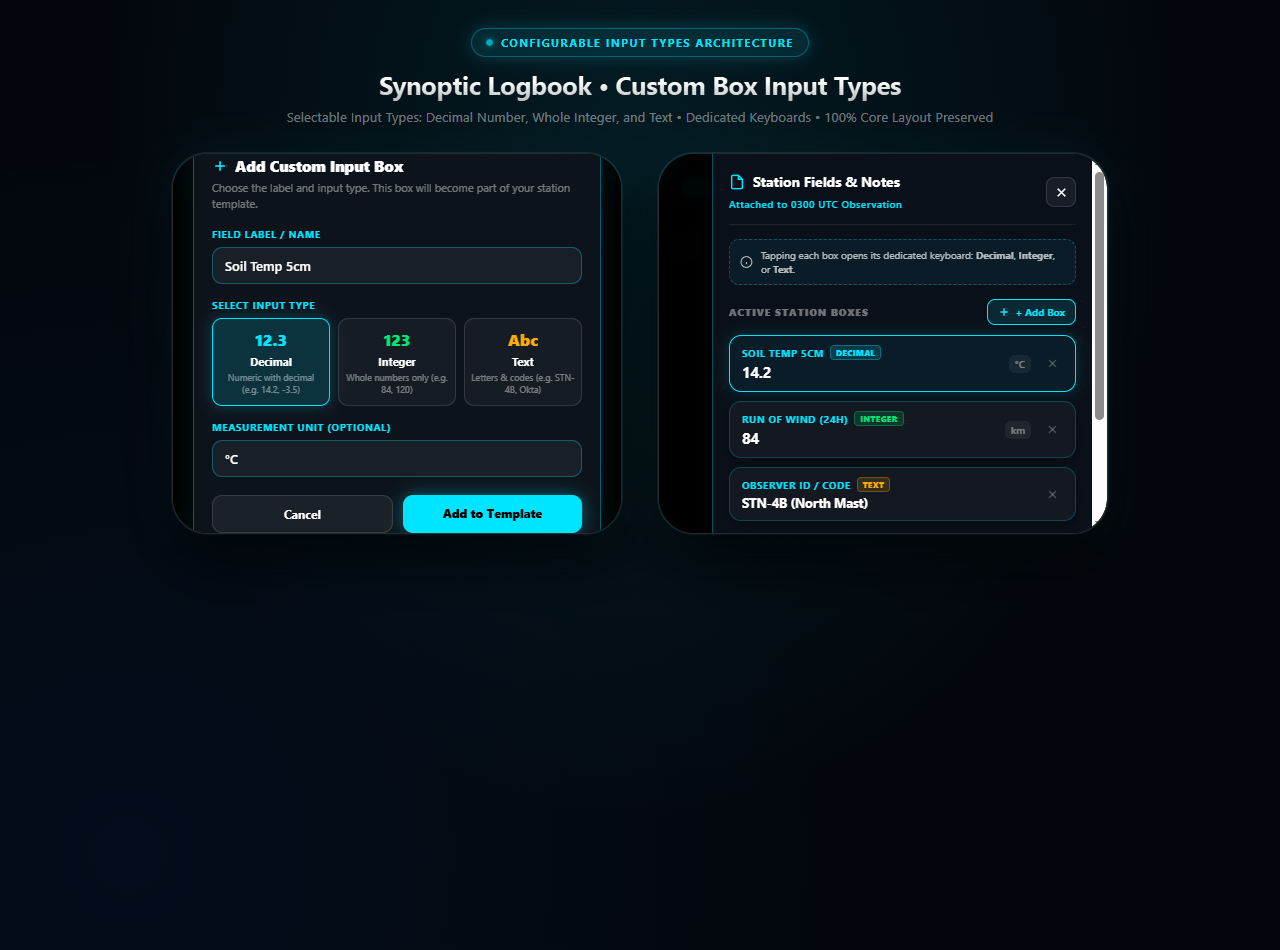 CONFIGURABLE INPUT TYPES ARCHITECTURE
Synoptic Logbook • Custom Box Input Types
Selectable Input Types: Decimal Number, Whole Integer, and Text • Dedicated Keyboards • 100% Core Layout Preserved
+ Add Custom Input Box
Choose the label and input type. This box will become part of your station
template.
FIELD LABEL / NAME
Soil Temp 5cm
SELECT INPUT TYPE
12.3
Decimal
Numeric with decimal
(e.g. 14.2, -3.5)
123
Integer
Whole numbers only (e.g.
84, 120)
Abc
Text
Letters & codes (e.g. STN-
4B, Okta)
MEASUREMENT UNIT (OPTIONAL)
°C
Cancel
Add to Template
Station Fields & Notes
Attached to 0300 UTC Observation
Tapping each box opens its dedicated keyboard: Decimal, Integer,
or Text.
ACTIVE STATION BOXES
+ + Add Box
SOIL TEMP 5CM DECIMAL
14.2
°C
RUN OF WIND (24H) INTEGER
84
km
OBSERVER ID / CODE TEXT
STN-4B (North Mast)